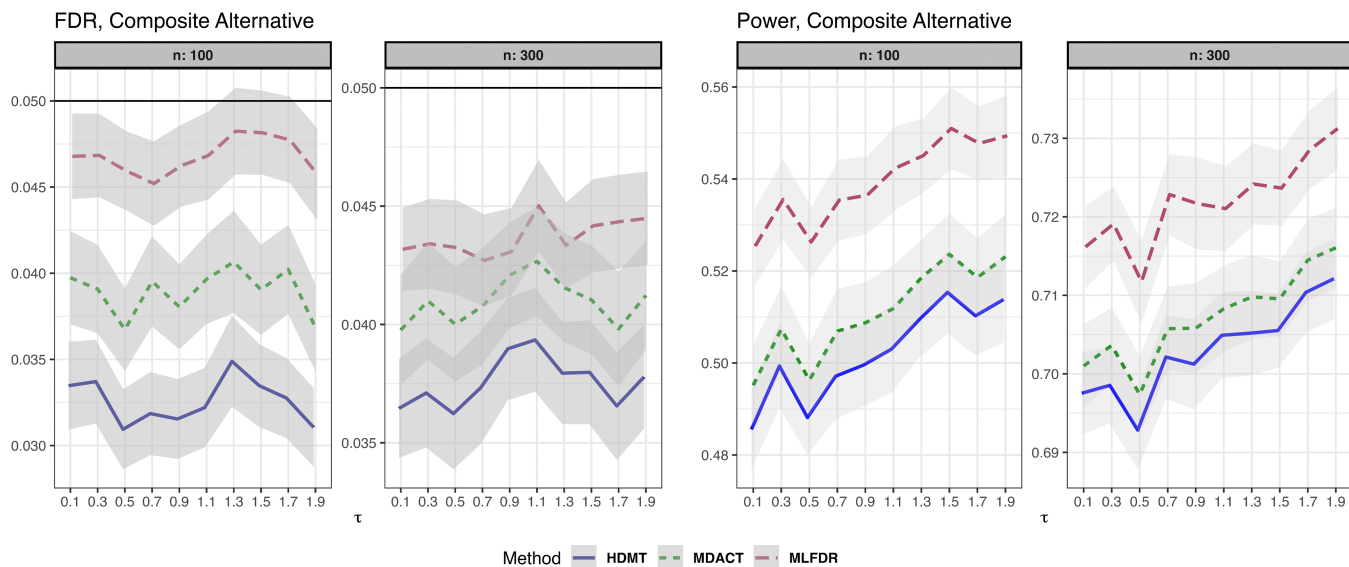 FDR, Composite Alternative
Power, Composite Alternative
n: 100
n: 300
n: 100
n: 300
0.050
0.045
0.040
0.035
0.030
0.050
0.045
0.040
0.035
0.56
0.54
0.52
0.50
0.48
0.73
0.72
0.71
0.70
0.69
0.1 0.3 0.5 0.7 0.9 1.1 1.3 1.5 1.7 1.9
0.1 0.3 0.5 0.7 0.9 1.1 1.3 1.5 1.7 1.9
0.1 0.3 0.5 0.7 0.9 1.1 1.3 1.5 1.7 1.9
0.1 0.3 0.5 0.7 0.9 1.1 1.3 1.5 1.7 1.9
τ
τ
Method HDMT MDACT MLFDR